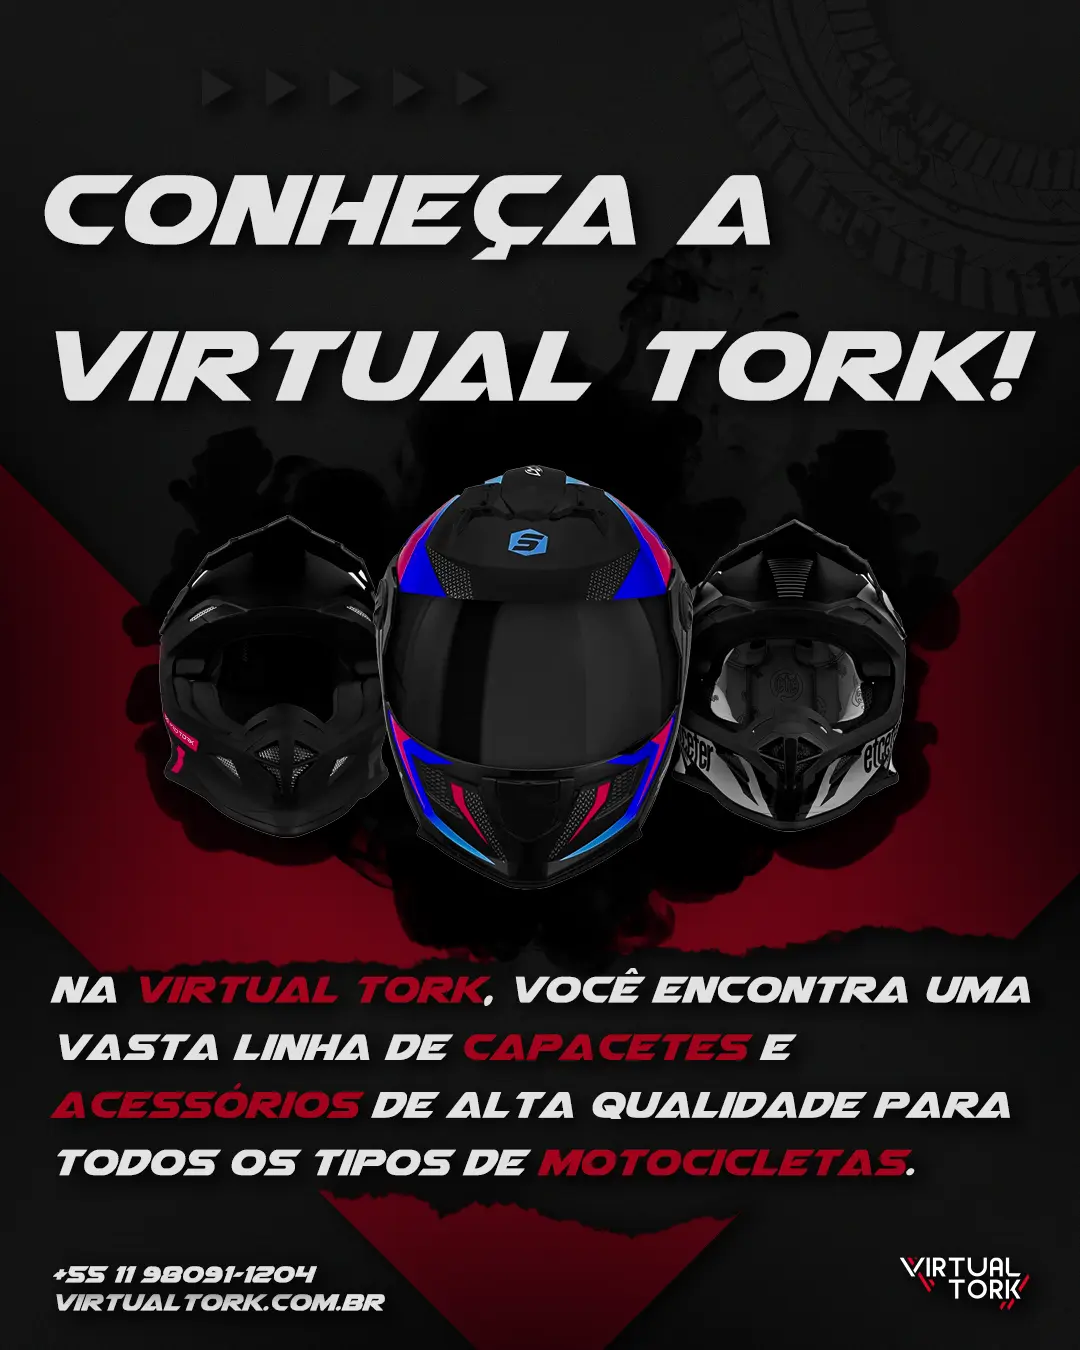 CONHEÇA A
VIRTUAL TORK!
NA VIRTUAL TORK, VOCÊ ENCONTRA UMA
VASTA LINHA DE CAPACETES E
ACESSÓRIOS DE ALTA QUALIDADE PARA
TODOS OS TIPOS DE MOTOCICLETAS.
+55 11 98091-1204
VIRTUALTORK.COM.BR
VIRTUAL
TORK